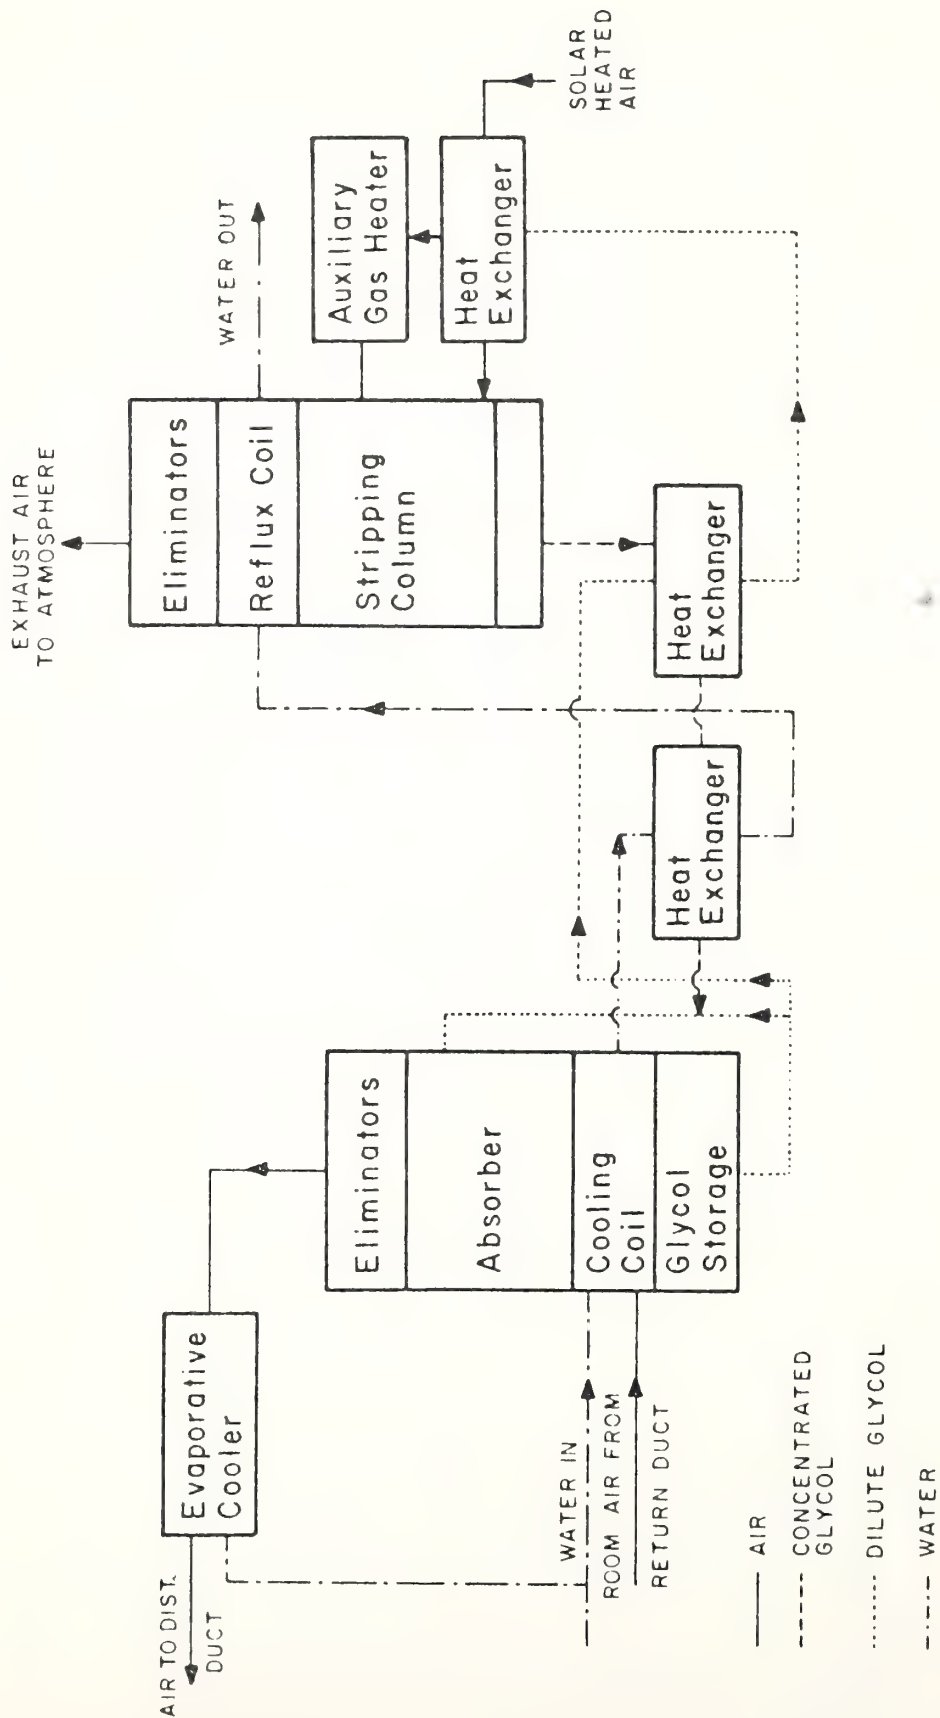 EXHAUST AIR
TO ATMOSPHERE
Eliminators
Reflux Coil
Stripping
Column
WATER OUT
Auxiliary
Gas Heater
Heat
Exchanger
SOLAR
HEATED
AIR
Heat
Exchanger
Heat
Exchanger
AIR TO DIST.
DUCT
Evaporative
Cooler
Eliminators
Absorber
Cooling
Coil
Glycol
Storage
WATER IN
ROOM AIR FROM
RETURN DUCT
AIR
CONCENTRATED
GLYCOL
DILUTE GLYCOL
WATER